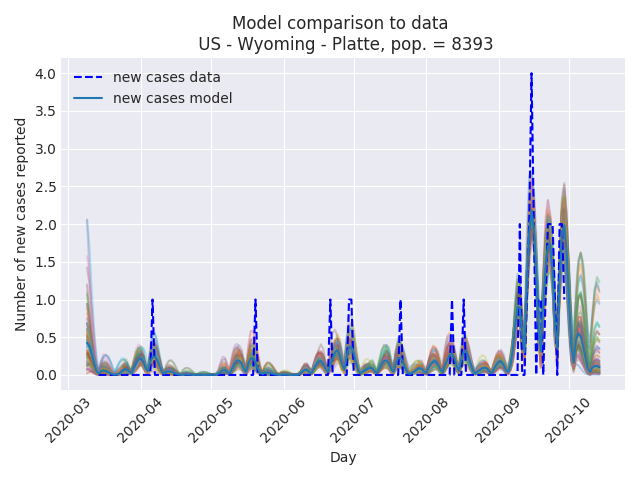 Model comparison to data
US - Wyoming - Platte, pop. = 8393
new cases data
new cases model
Number of new cases reported
4.0
3.5
3.0
2.5
2.0
1.5
1.0
0.5
0.0
2020-03
2020-04
2020-05
2020-06
2020-07
2020-08
2020-09
2020-10
Day